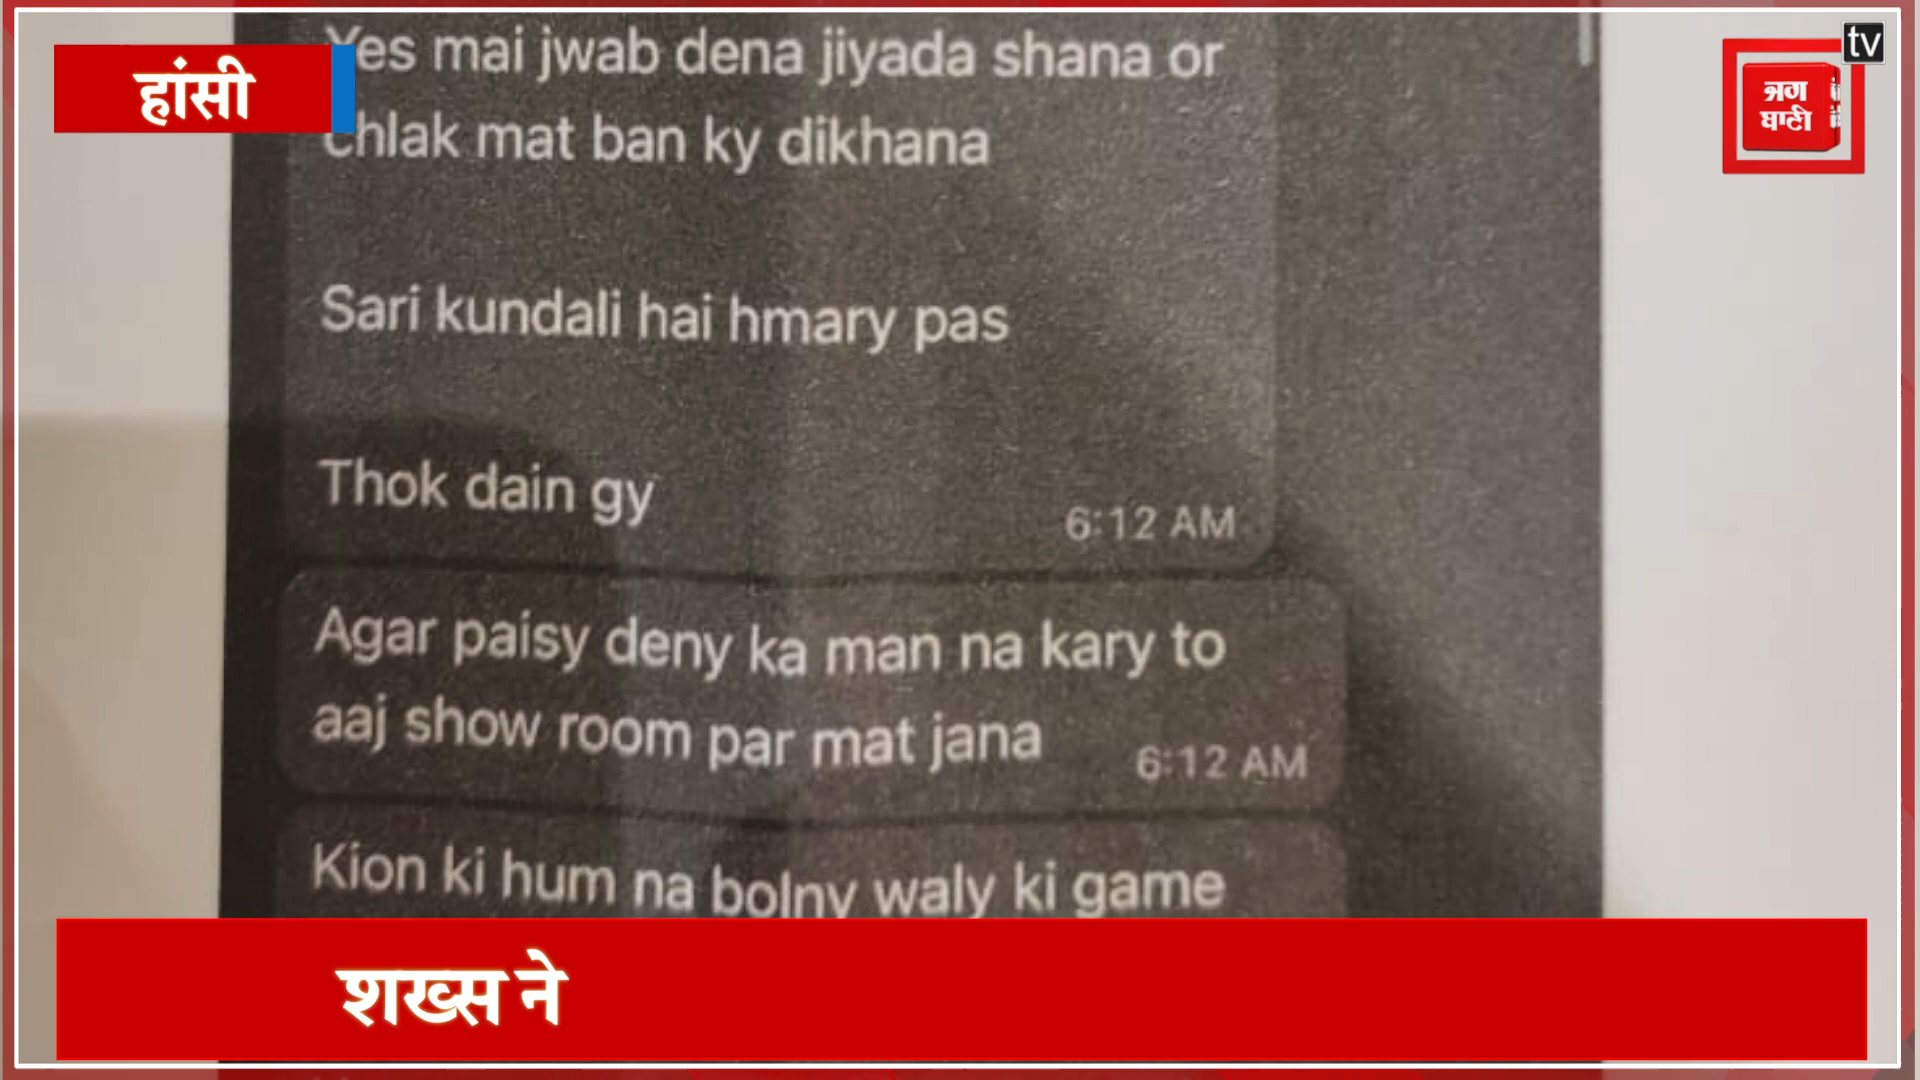 हांसी
tv
जग
बाणी
Yes mai jwab dena jiyada shana or
chlak mat ban ky dikhana
Sari kundali hai hmary pas
Thok dain gy
6:12 AM
Agar paisy deny ka man na kary to
aaj show room par mat jana
6:12 AM
Kion ki hum na bolny waly ki game
शख्स ने